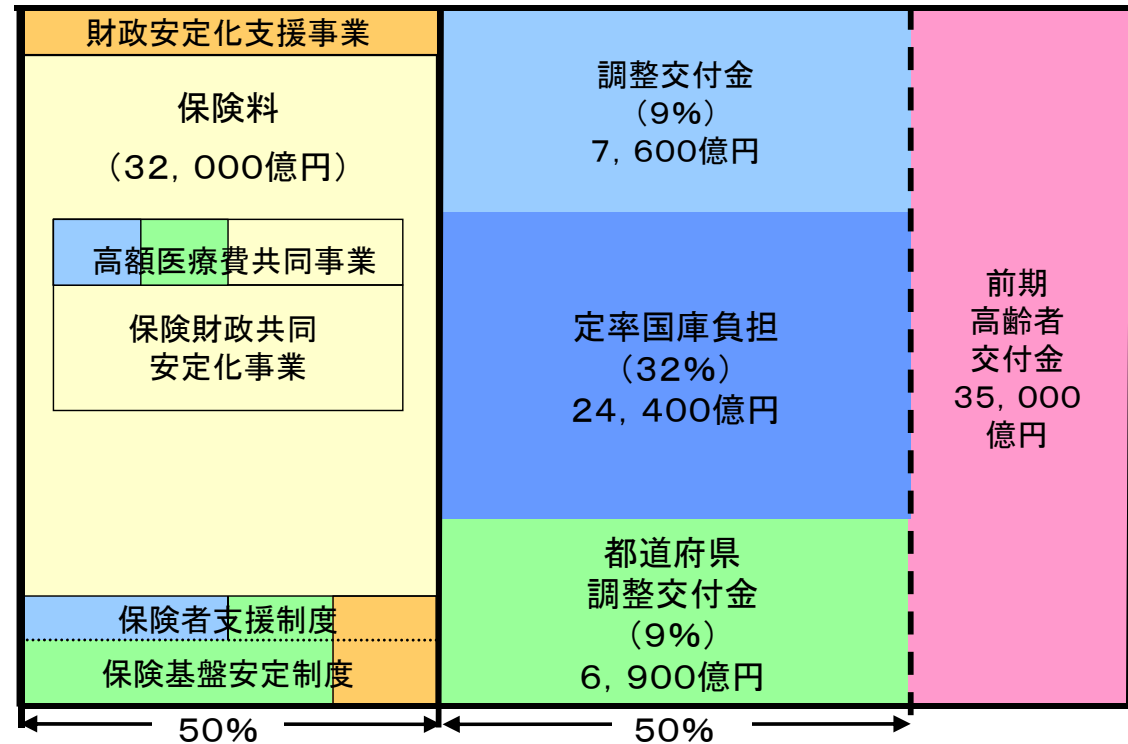 財政安定化支援事業
保険料
（３２，０００億円）
高額医療費共同事業
保険財政共同
安定化事業
保険者支援制度
保険基盤安定制度
調整交付金
（９％）
７，６００億円
定率国庫負担
（３２％）
２４，４００億円
都道府県
調整交付金
（９％）
６，９００億円
前期
高齢者
交付金
３５，０００
億円
５０％
５０％